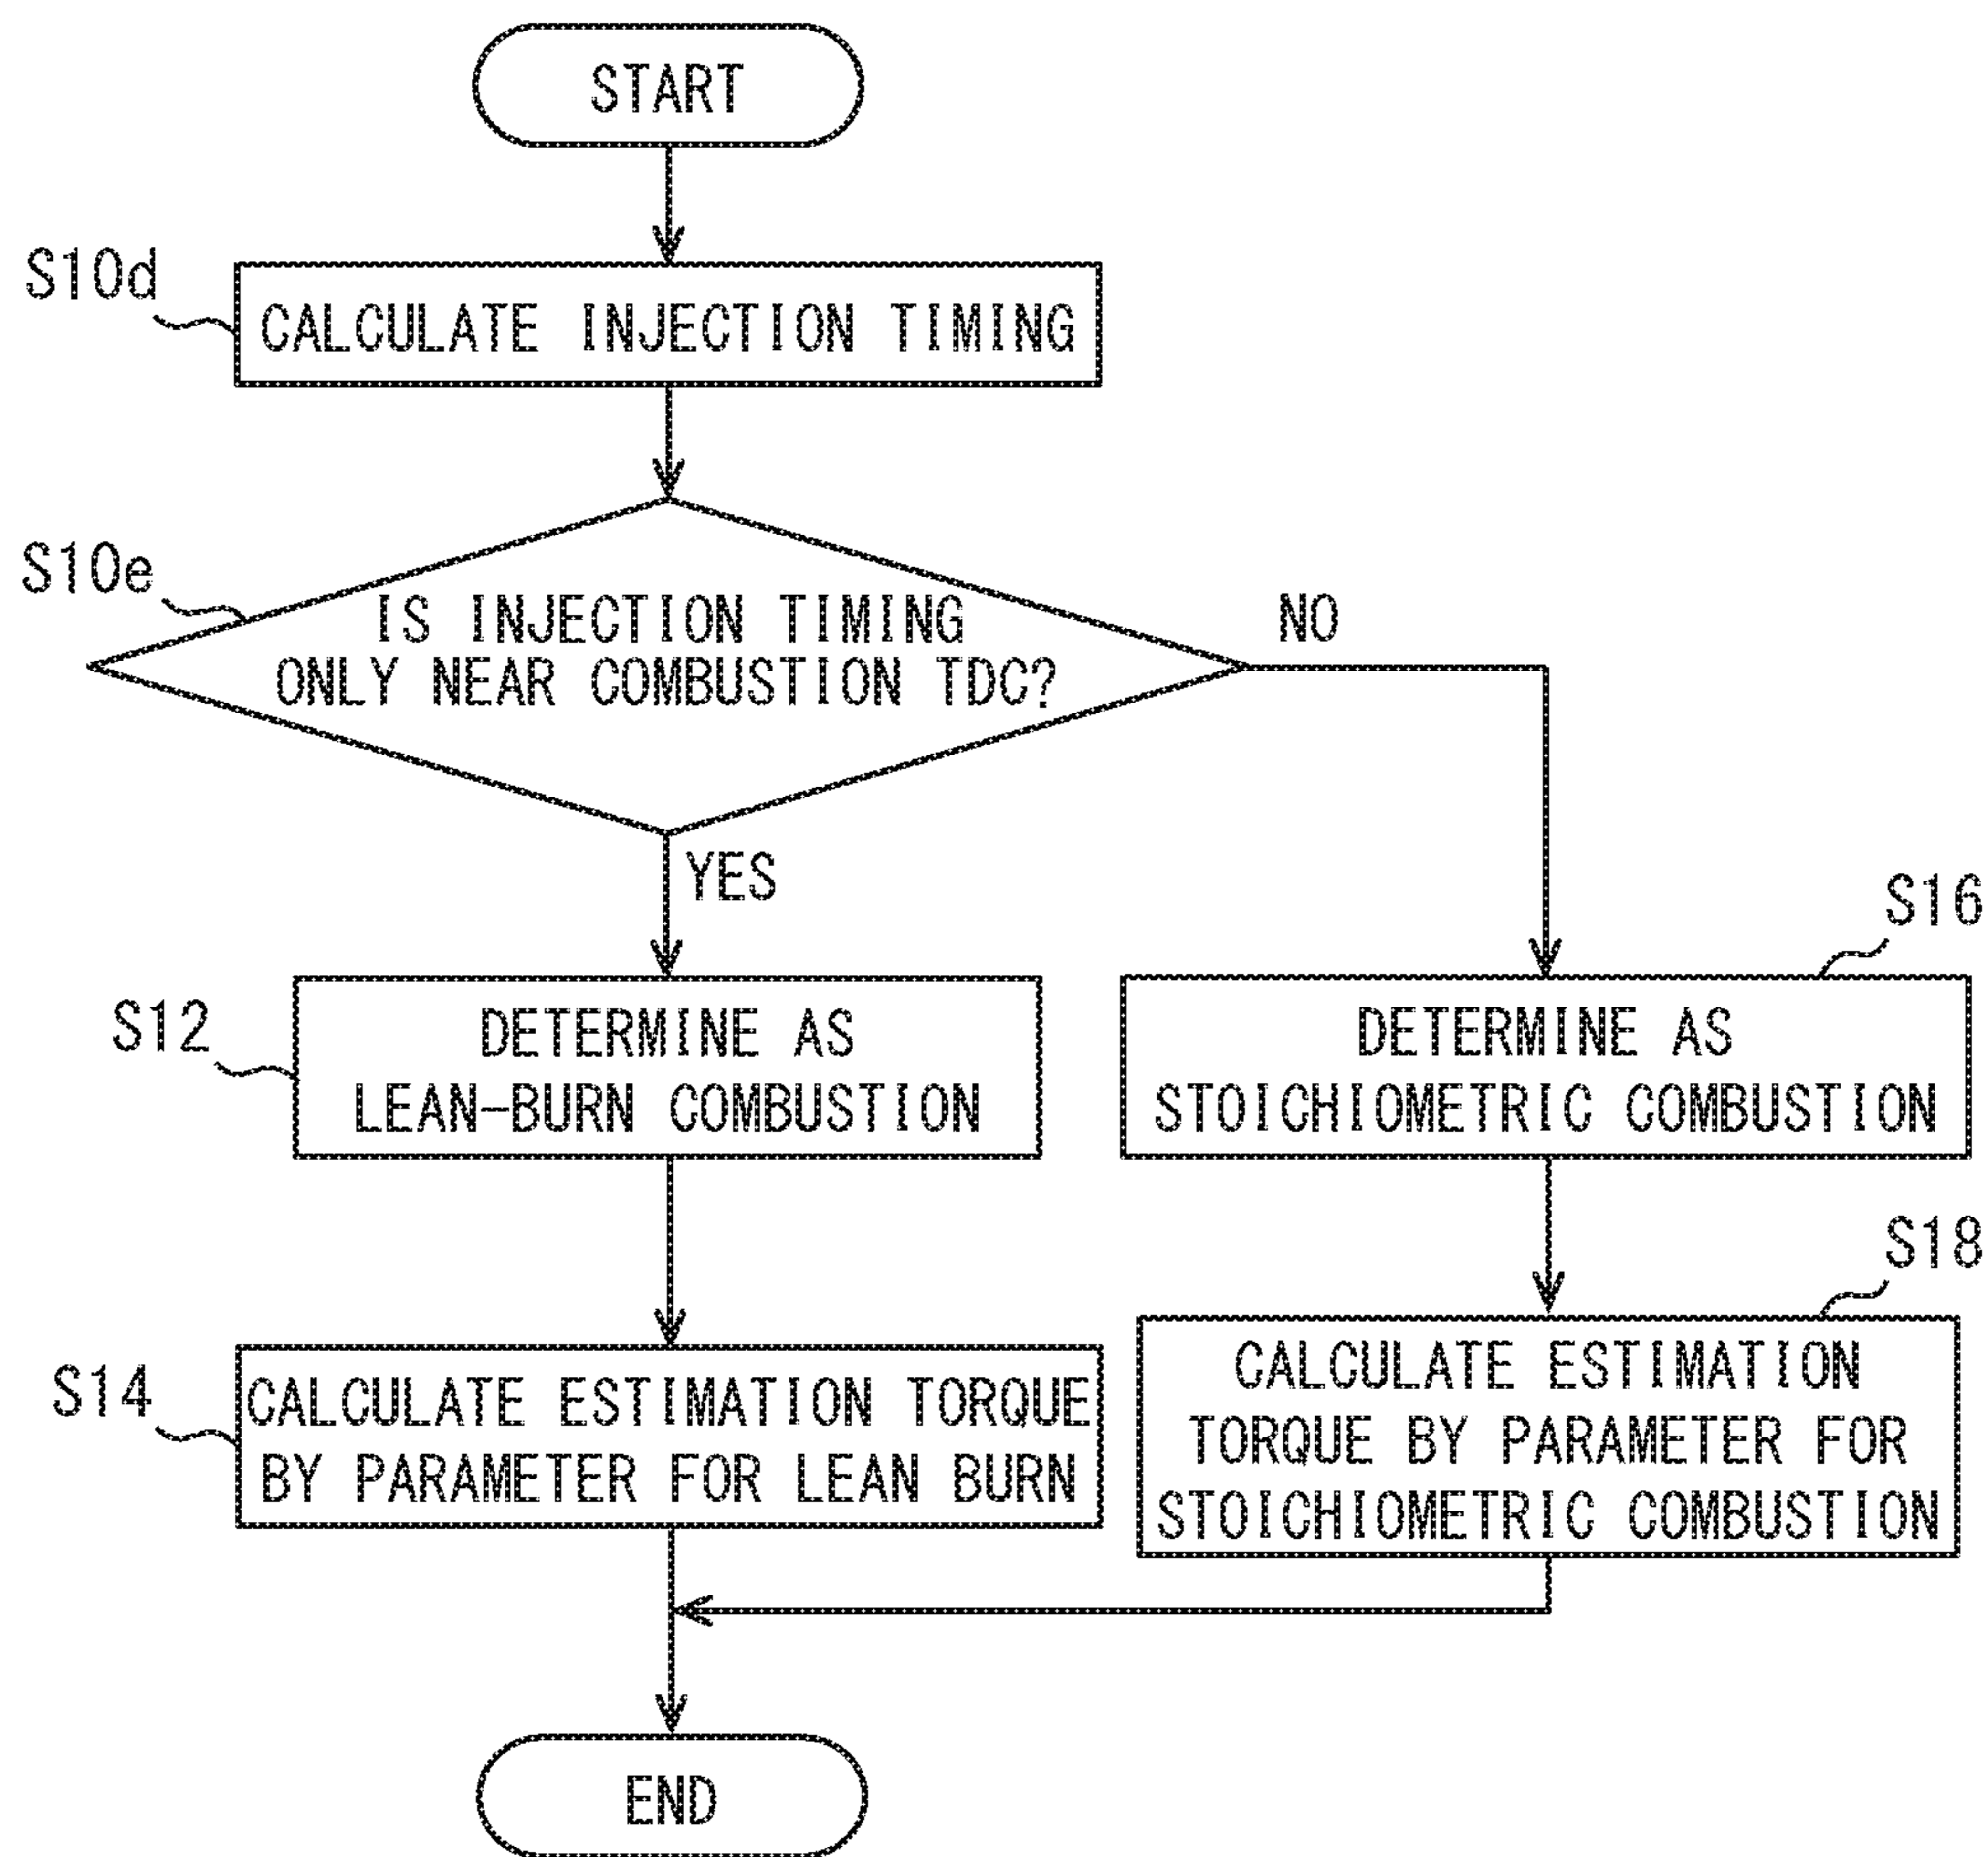 START
S10d
CALCULATE INJECTION TIMING
S10e
IS INJECTION TIMING
ONLY NEAR COMBUSTION TDC?
NO
YES
S12
DETERMINE AS
LEAN-BURN COMBUSTION
S16
DETERMINE AS
STOICHIOMETRIC COMBUSTION
S14
CALCULATE ESTIMATION TORQUE
BY PARAMETER FOR LEAN BURN
S18
CALCULATE ESTIMATION
TORQUE BY PARAMETER FOR
STOICHIOMETRIC COMBUSTION
END